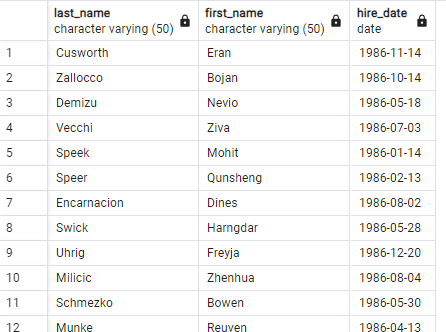 last_name first_name hire_date
character varying (50) character varying (50) date
1 Cusworth Eran 1986-11-14
2 Zallocco Bojan 1986-10-14
3 Demizu Nevio 1986-05-18
4 Vecchi Ziva 1986-07-03
5 Speek Mohit 1986-01-14
6 Speer Qunsheng 1986-02-13
7 Encarnacion Dines 1986-08-02
8 Swick Harngdar 1986-05-28
9 Uhrig Freyja 1986-12-20
10 Milicic Zhenhua 1986-08-04
11 Schmezko Bowen 1986-05-30
12 Munke Reuven 1986-04-13